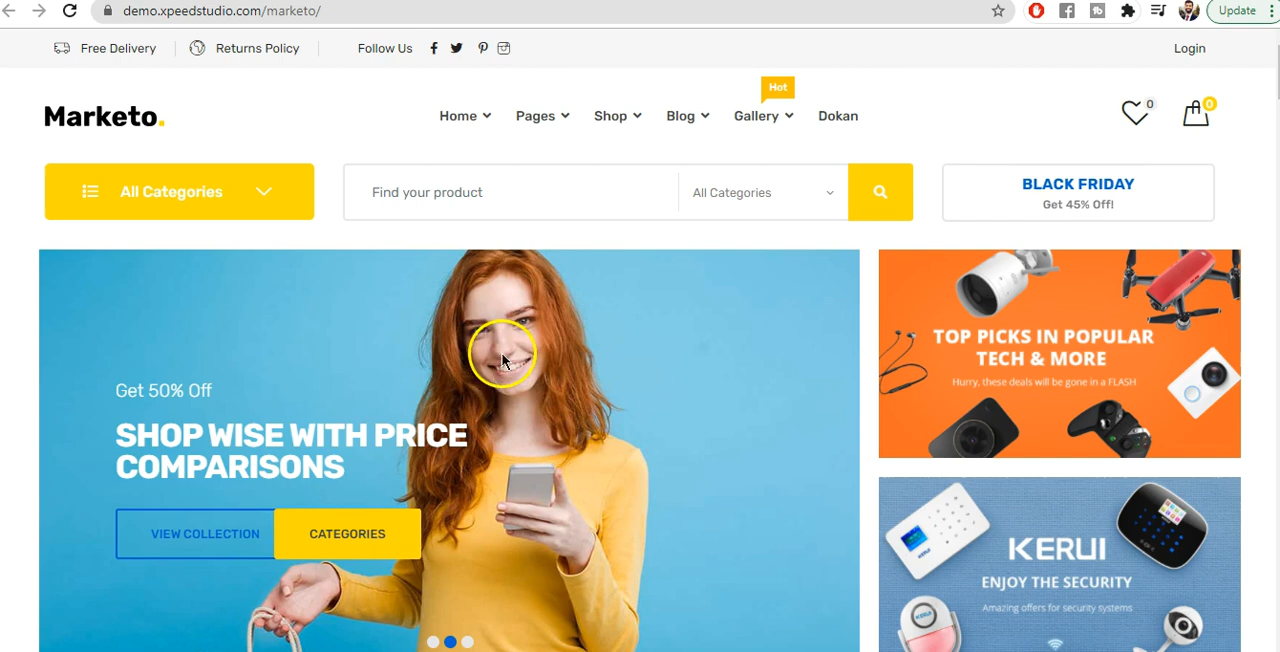 demo.xpeedstudio.com/marketo/
Update
Free Delivery
Returns Policy
Follow Us
Login
Hot
Marketo.
Home
Pages
Shop
Blog
Gallery
Dokan
0
0
All Categories
Find your product
All Categories
BLACK FRIDAY
Get 45% Off!
Get 50% Off
SHOP WISE WITH PRICE
COMPARISONS
VIEW COLLECTION
CATEGORIES
TOP PICKS IN POPULAR
TECH & MORE
Hurry, these deals will be gone in a FLASH
KERUI
ENJOY THE SECURITY
Amazing offers for security systems